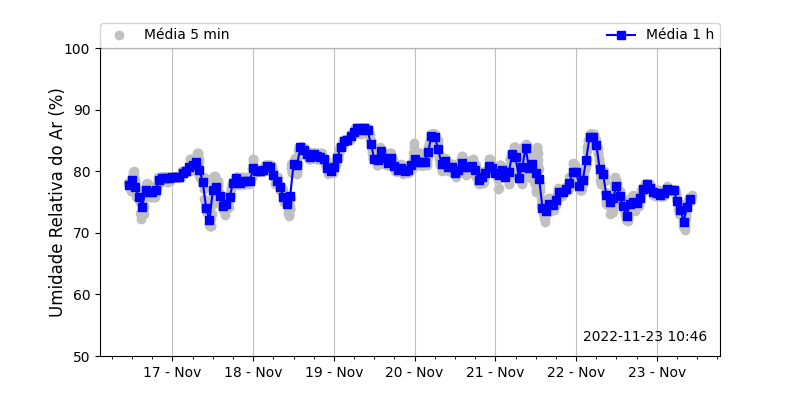 Média 5 min
Média 1 h
Umidade Relativa do Ar (%)
100
90
80
70
60
50
2022-11-23 10:46
17 - Nov
18 - Nov
19 - Nov
20 - Nov
21 - Nov
22 - Nov
23 - Nov